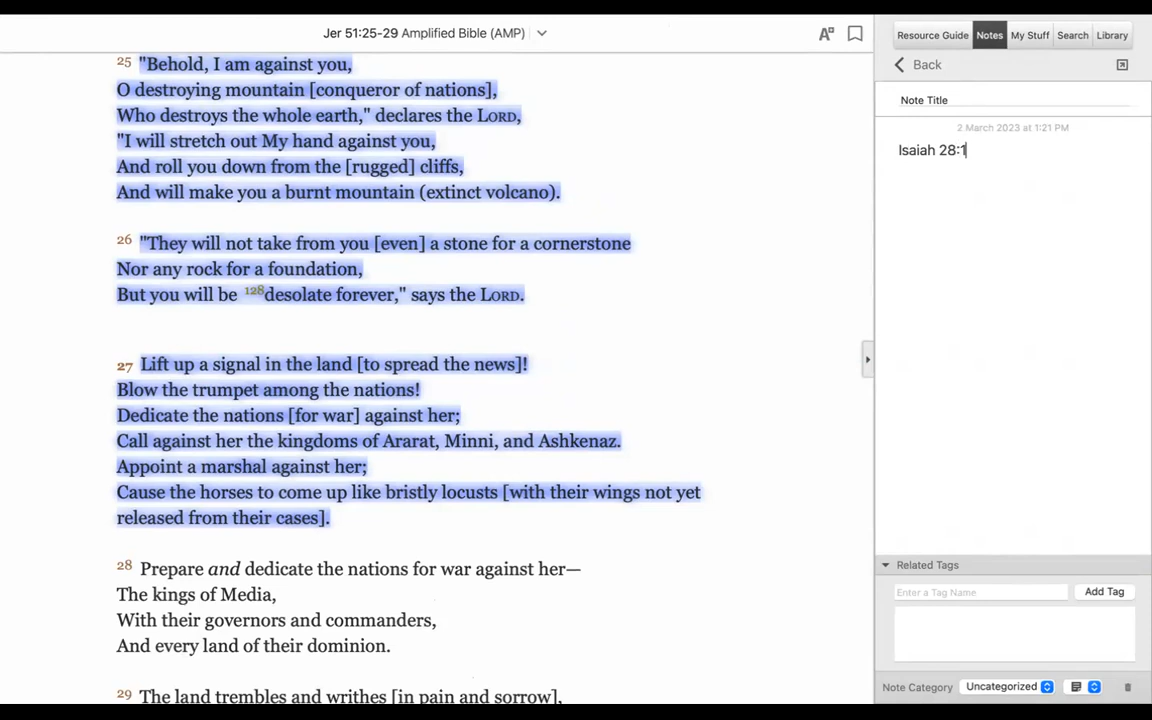 Jer 51:25-29 Amplified Bible (AMP)
25 "Behold, I am against you,
O destroying mountain [conqueror of nations],
Who destroys the whole earth," declares the LORD,
"I will stretch out My hand against you,
And roll you down from the [rugged] cliffs,
And will make you a burnt mountain (extinct volcano).
26 "They will not take from you [even] a stone for a cornerstone
Nor any rock for a foundation,
But you will be 128desolate forever," says the LORD.
27 Lift up a signal in the land [to spread the news]!
Blow the trumpet among the nations!
Dedicate the nations [for war] against her;
Call against her the kingdoms of Ararat, Minni, and Ashkenaz.
Appoint a marshal against her;
Cause the horses to come up like bristly locusts [with their wings not yet
released from their cases].
28 Prepare and dedicate the nations for war against her—
The kings of Media,
With their governors and commanders,
And every land of their dominion.
29 The land trembles and writhes [in pain and sorrow],
Resource Guide Notes My Stuff Search Library
Back
Note Title
2 March 2023 at 1:21 PM
Isaiah 28:1
Related Tags
Enter a Tag Name Add Tag
Note Category Uncategorized